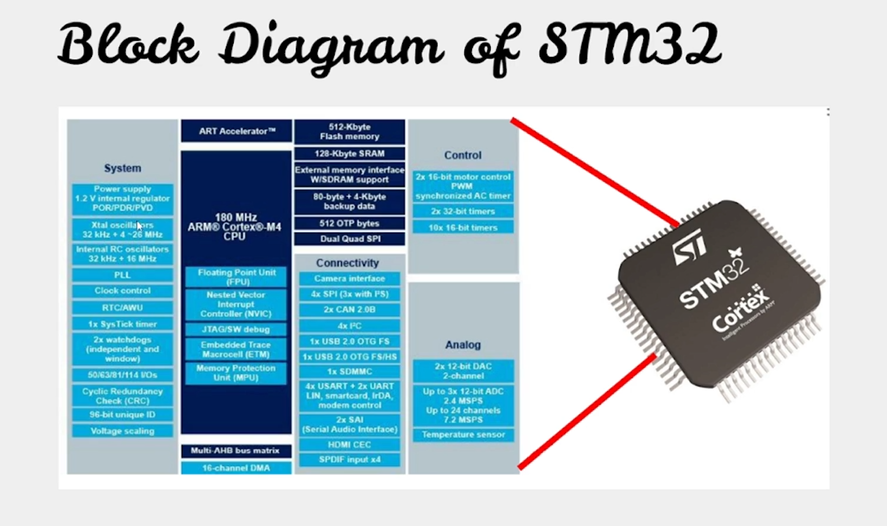 Block Diagram of STM32
System
Power supply
1.2 V internal regulator
POR/PDR/PVD
Xtal oscillators
32 kHz + 4 ~26 MHz
Internal RC oscillators
32 kHz + 16 MHz
PLL
Clock control
RTC/AWU
1x SysTick timer
2x watchdogs
(independent and
window)
50/63/81/114 I/Os
Cyclic Redundancy
Check (CRC)
96-bit unique ID
Voltage scaling
ART Accelerator™
180 MHz
ARM® Cortex®-M4
CPU
Floating Point Unit
(FPU)
Nested Vector
Interrupt
Controller (NVIC)
JTAG/SW debug
Embedded Trace
Macrocell (ETM)
Memory Protection
Unit (MPU)
Multi-AHB bus matrix
16-channel DMA
512-Kbyte
Flash memory
128-Kbyte SRAM
External memory interface
W/SDRAM support
80-byte + 4-Kbyte
backup data
512 OTP bytes
Dual Quad SPI
Connectivity
Camera interface
4x SPI (3x with I²S)
2x CAN 2.0B
4x I²C
1x USB 2.0 OTG FS
1x USB 2.0 OTG FS/HS
1x SDMMC
4x USART + 2x UART
LIN, smartcard, IrDA,
modem control
2x SAI
(Serial Audio Interface)
HDMI CEC
SPDIF input x4
Control
2x 16-bit motor control
PWM
synchronized AC timer
2x 32-bit timers
10x 16-bit timers
Analog
2x 12-bit DAC
2-channel
Up to 3x 12-bit ADC
2.4 MSPS
Up to 24 channels
7.2 MSPS
Temperature sensor
ST
STM32
Cortex
Intelligent Processors by ARM